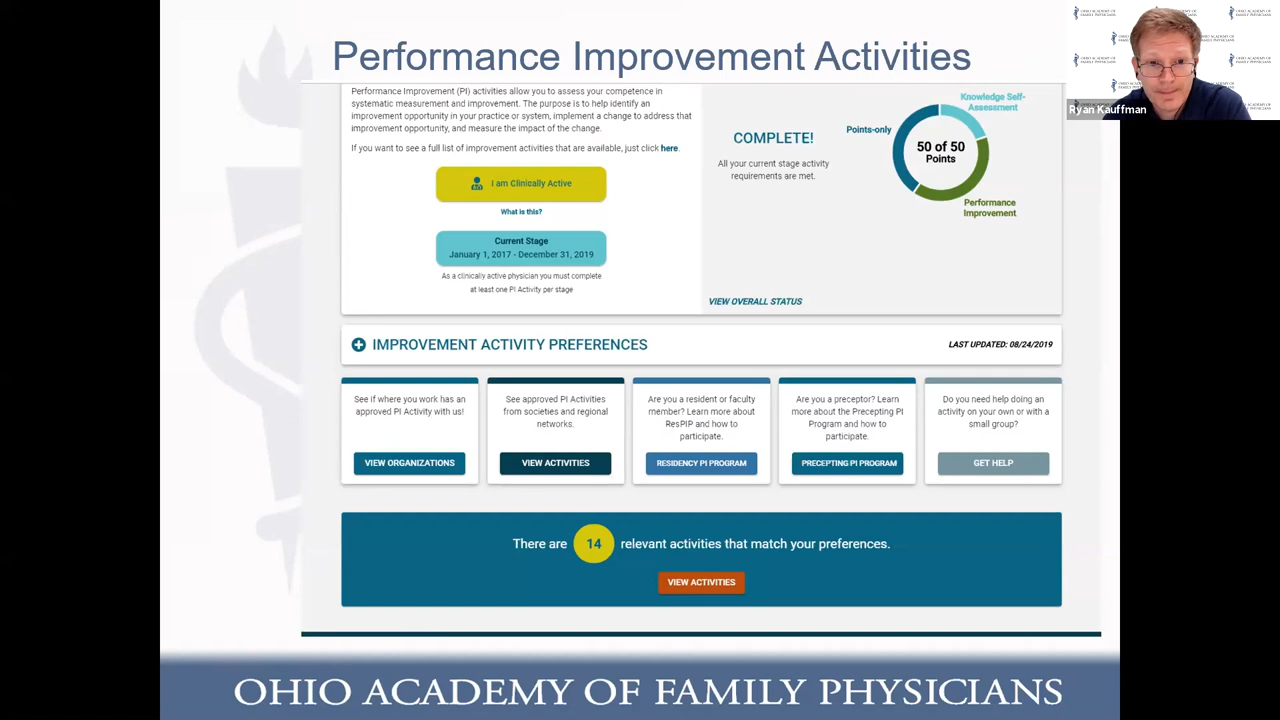 Performance Improvement Activities
Performance Improvement (PI) activities allow you to assess your competence in
systematic measurement and improvement. The purpose is to help identify an
improvement opportunity in your practice or system, implement a change to address that
improvement opportunity, and measure the impact of the change.
If you want to see a full list of improvement activities that are available, just click here.
I am Clinically Active
What is this?
Current Stage
January 1, 2017 - December 31, 2019
As a clinically active physician you must complete
at least one PI Activity per stage
COMPLETE!
All your current stage activity
requirements are met.
Knowledge Self-
Assessment
Points-only
50 of 50
Points
Performance
Improvement
VIEW OVERALL STATUS
Ryan Kauffman
IMPROVEMENT ACTIVITY PREFERENCES
LAST UPDATED: 08/24/2019
See if where you work has an
approved PI Activity with us!
VIEW ORGANIZATIONS
See approved PI Activities
from societies and regional
networks.
VIEW ACTIVITIES
Are you a resident or faculty
member? Learn more about
ResPIP and how to
participate.
RESIDENCY PI PROGRAM
Are you a preceptor? Learn
more about the Precepting PI
Program and how to
participate.
PRECEPTING PI PROGRAM
Do you need help doing an
activity on your own or with a
small group?
GET HELP
There are 14 relevant activities that match your preferences.
VIEW ACTIVITIES
OHIO ACADEMY OF FAMILY PHYSICIANS